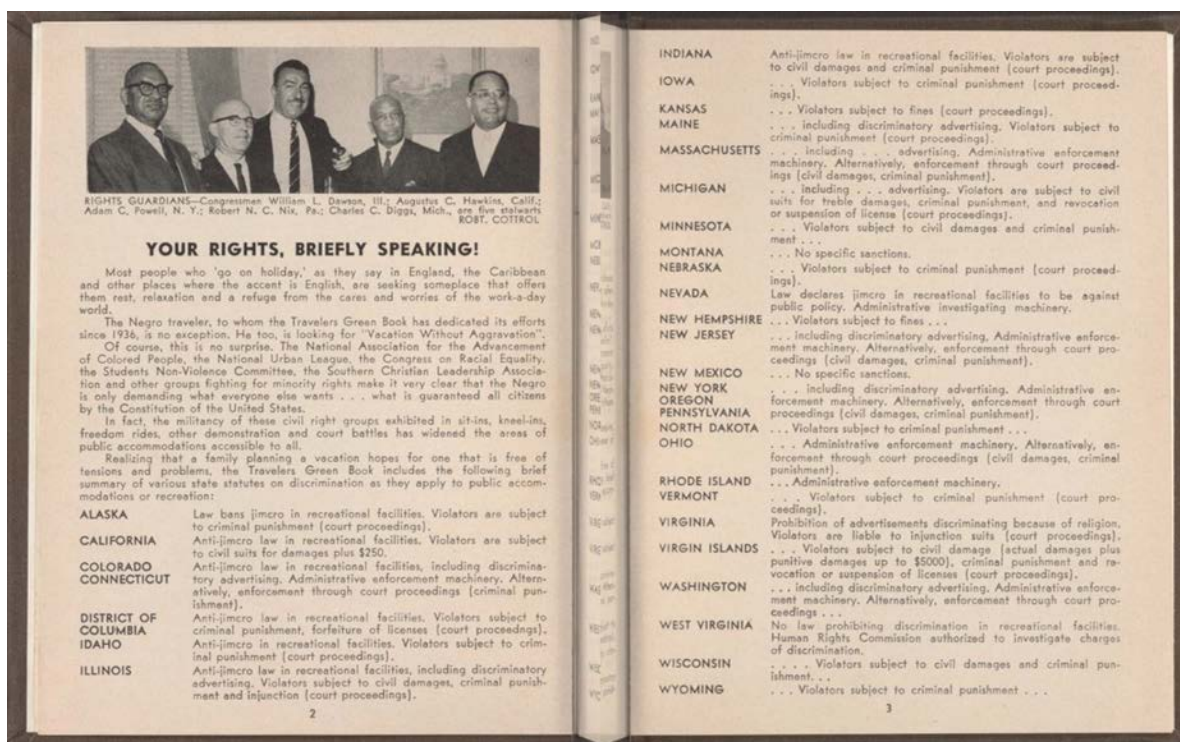 RIGHTS GUARDIANS—Congressmen William L. Dawson, Ill.; Augustus C. Hawkins, Calif.;
Adam C, Powell, N. Y.; Robert N. C. Nix, Pa.; Charles C. Diggs, Mich., are five stalwarts
ROBT. COTTROL
YOUR RIGHTS, BRIEFLY SPEAKING!
Most people who 'go on holiday,' as they say in England, the Caribbean
and other places where the accent is English, are seeking someplace that offers
them rest, relaxation and a refuge from the cares and worries of the work-a-day
world.
The Negro traveler, to whom the Travelers Green Book has dedicated its efforts
since 1936, is no exception. He too, is looking for "Vacation Without Aggravation".
Of course, this is no surprise. The National Association for the Advancement
of Colored People, the National Urban League, the Congress on Racial Equality,
the Students Non-Violence Committee, the Southern Christian Leadership Associa-
tion and other groups fighting for minority rights make it very clear that the Negro
is only demanding what everyone else wants . . . what is guaranteed all citizens
by the Constitution of the United States.
In fact, the militancy of these civil right groups exhibited in sit-ins, kneel-ins,
freedom rides, other demonstration and court battles has widened the areas of
public accommodations accessible to all.
Realizing that a family planning a vacation hopes for one that is free of
tensions and problems, the Travelers Green Book includes the following brief
summary of various state statutes on discrimination as they apply to public accom-
modations or recreation:
ALASKA Law bans jimcro in recreational facilities. Violators are subject
to criminal punishment (court proceedings).
CALIFORNIA Anti-jimcro law in recreational facilities. Violators are subject
to civil suits for damages plus $250.
COLORADO Anti-jimcro law in recreational facilities, including discrimina-
CONNECTICUT tory advertising. Administrative enforcement machinery. Altern-
atively, enforcement through court proceedings (criminal pun-
ishment).
DISTRICT OF Anti-jimcro law in recreational facilities. Violators subject to
COLUMBIA criminal punishment, forfeiture of licenses (court proceedngs).
IDAHO Anti-jimcro in recreational facilities. Violators subject to crim-
inal punishment (court proceedings).
ILLINOIS Anti-jimcro law in recreational facilities, including discriminatory
advertising. Violators subject to civil damages, criminal punish-
ment and injunction (court proceedings).
2
INDIANA Anti-jimcro law in recreational facilities. Violators are subject
to civil damages and criminal punishment (court proceedings).
IOWA . . . Violators subject to criminal punishment (court proceed-
ings).
KANSAS . . . Violators subject to fines (court proceedings).
MAINE . . . including discriminatory advertising. Violators subject to
criminal punishment (court proceedings).
MASSACHUSETTS . . . including . . . advertising. Administrative enforcement
machinery. Alternatively, enforcement through court proceed-
ings (civil damages, criminal punishment).
MICHIGAN . . . including . . . advertising. Violators are subject to civil
suits for treble damages, criminal punishment, and revocation
or suspension of license (court proceedings).
MINNESOTA . . . Violators subject to civil damages and criminal punish-
ment . . .
MONTANA . . . No specific sanctions.
NEBRASKA . . . Violators subject to criminal punishment (court proceed-
ings).
NEVADA Law declares jimcro in recreational facilities to be against
public policy. Administrative investigating machinery.
NEW HEMPSHIRE . . . Violators subject to fines . . .
NEW JERSEY . . . including discriminatory advertising, Administrative enforce-
ment machinery. Alternatively, enforcement through court pro-
ceedings (civil damages, criminal punishment).
NEW MEXICO . . . No specific sanctions.
NEW YORK . . . including discriminatory advertising. Administrative en-
OREGON forcement machinery. Alternatively, enforcement through court
PENNSYLVANIA proceedings (civil damages, criminal punishment).
NORTH DAKOTA . . . Violators subject to criminal punishment . . .
OHIO . . . Administrative enforcement machinery, Alternatively, en-
forcement through court proceedings (civil damages, criminal
punishment).
RHODE ISLAND . . . Administrative enforcement machinery.
VERMONT . . . Violators subject to criminal punishment (court pro-
ceedings).
VIRGINIA Prohibition of advertisements discriminating because of religion.
Violators are liable to injunction suits (court proceedings).
VIRGIN ISLANDS . . . Violators subject to civil damage (actual damages plus
punitive damages up to $5000), criminal punishment and re-
vocation or suspension of licenses (court proceedings).
WASHINGTON . . . including discriminatory advertising. Administrative enforce-
ment machinery. Alternatively, enforcement through court pro-
ceedings . . .
WEST VIRGINIA No law prohibiting discrimination in recreational facilities.
Human Rights Commission authorized to investigate charges
of discrimination.
WISCONSIN . . . . Violators subject to civil damages and criminal pun-
ishment. . .
WYOMING . . . Violators subject to criminal punishment . . .
3